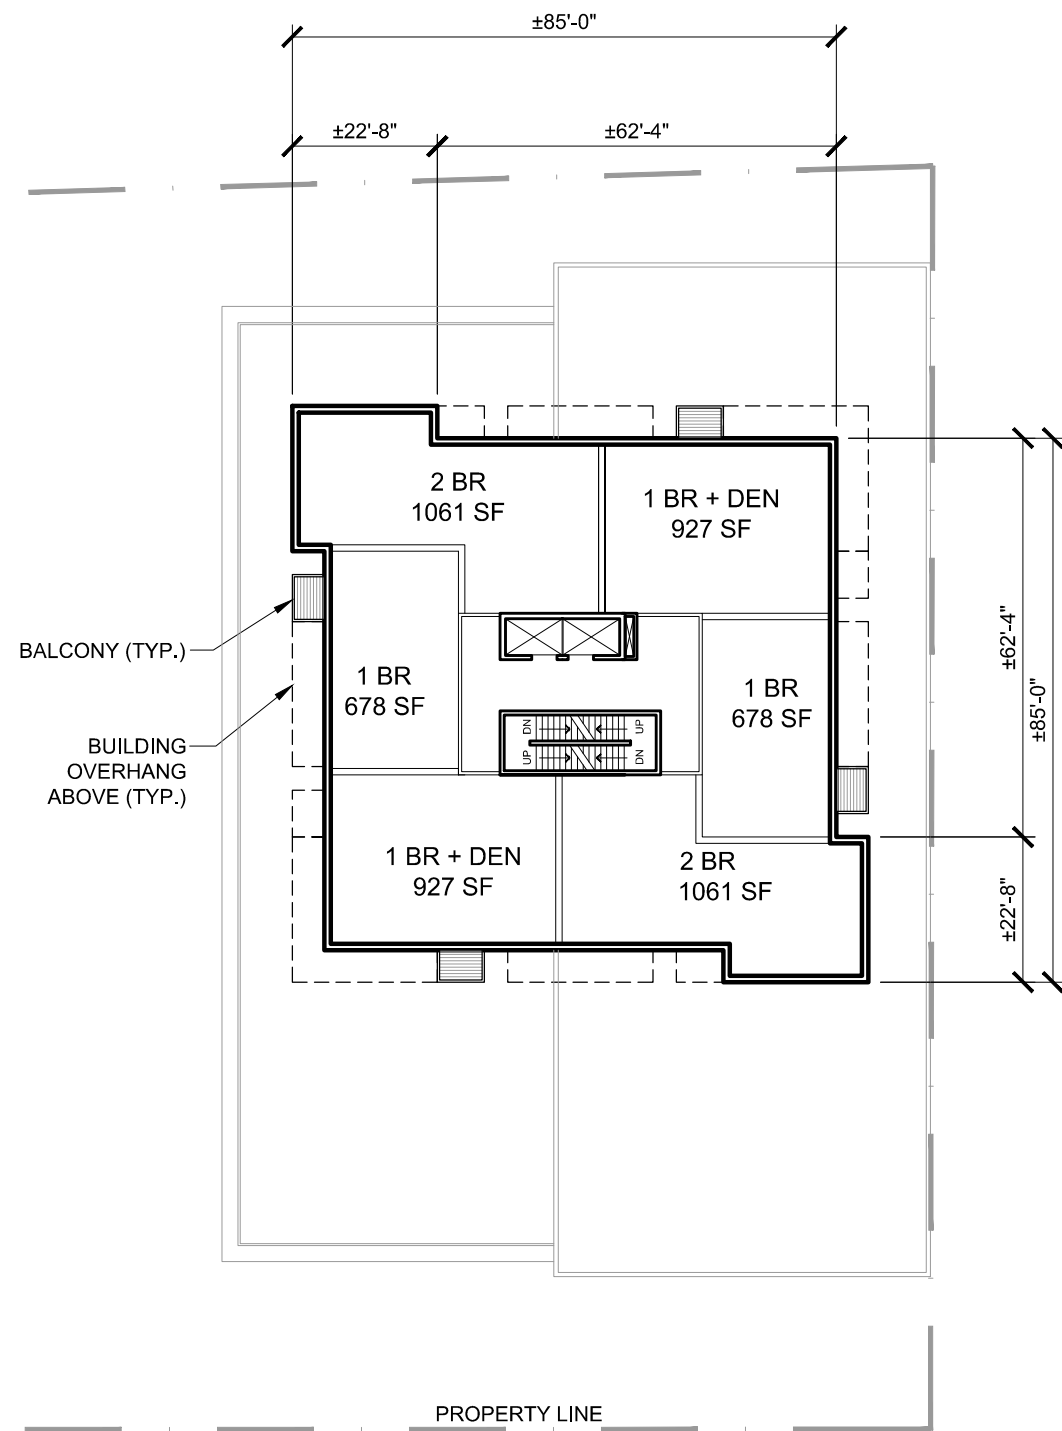 ±85'-0"
±22'-8"
±62'-4"
2 BR
1061 SF
1 BR + DEN
927 SF
BALCONY (TYP.)
1 BR
678 SF
1 BR
678 SF
±62'-4"
±85'-0"
DN
UP
UP
DN
BUILDING
OVERHANG
ABOVE (TYP.)
1 BR + DEN
927 SF
2 BR
1061 SF
±22'-8"
PROPERTY LINE